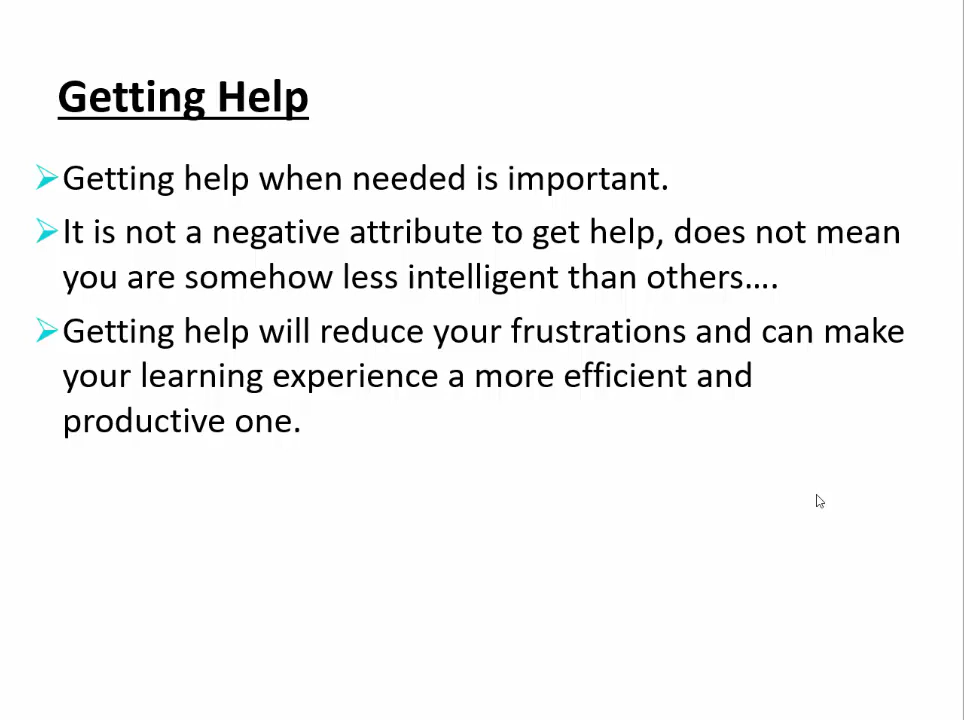 Getting Help
Getting help when needed is important.
It is not a negative attribute to get help, does not mean
you are somehow less intelligent than others….
Getting help will reduce your frustrations and can make
your learning experience a more efficient and
productive one.